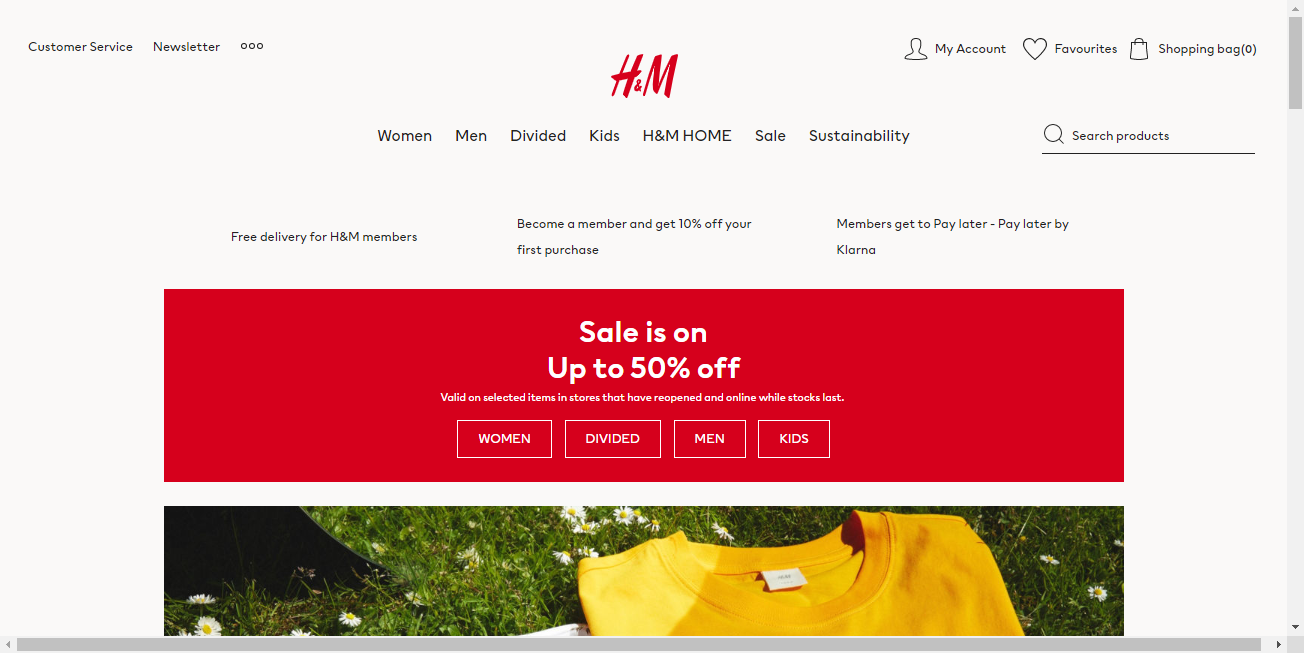 Customer Service Newsletter
My Account Favourites Shopping bag(0)
H&M
Women Men Divided Kids H&M HOME Sale Sustainability
Search products
Free delivery for H&M members
Become a member and get 10% off your
first purchase
Members get to Pay later - Pay later by
Klarna
Sale is on
Up to 50% off
Valid on selected items in stores that have reopened and online while stocks last.
WOMEN DIVIDED MEN KIDS
H&M